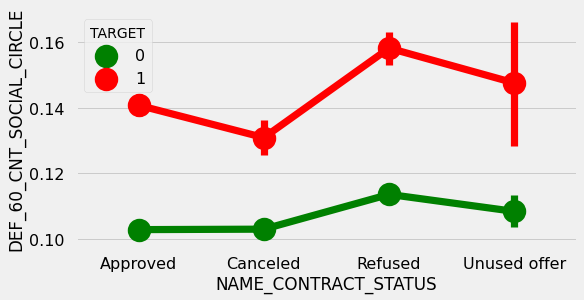 TARGET
0
1
DEF_60_CNT_SOCIAL_CIRCLE
0.16
0.14
0.12
0.10
Approved Canceled Refused Unused offer
NAME_CONTRACT_STATUS